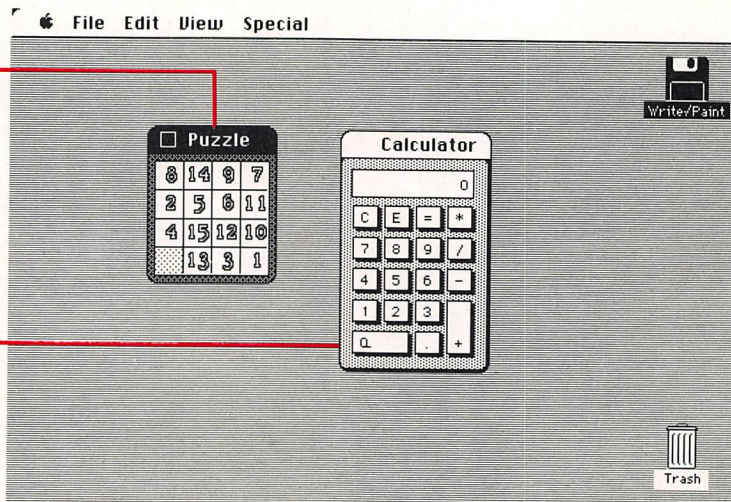 File Edit View Special
Write/Paint
Puzzle
8 14 9 7
2 5 6 11
4 15 12 10
13 3 1
Calculator
0
C E = *
7 8 9 /
4 5 6 -
1 2 3
0 . +
Trash